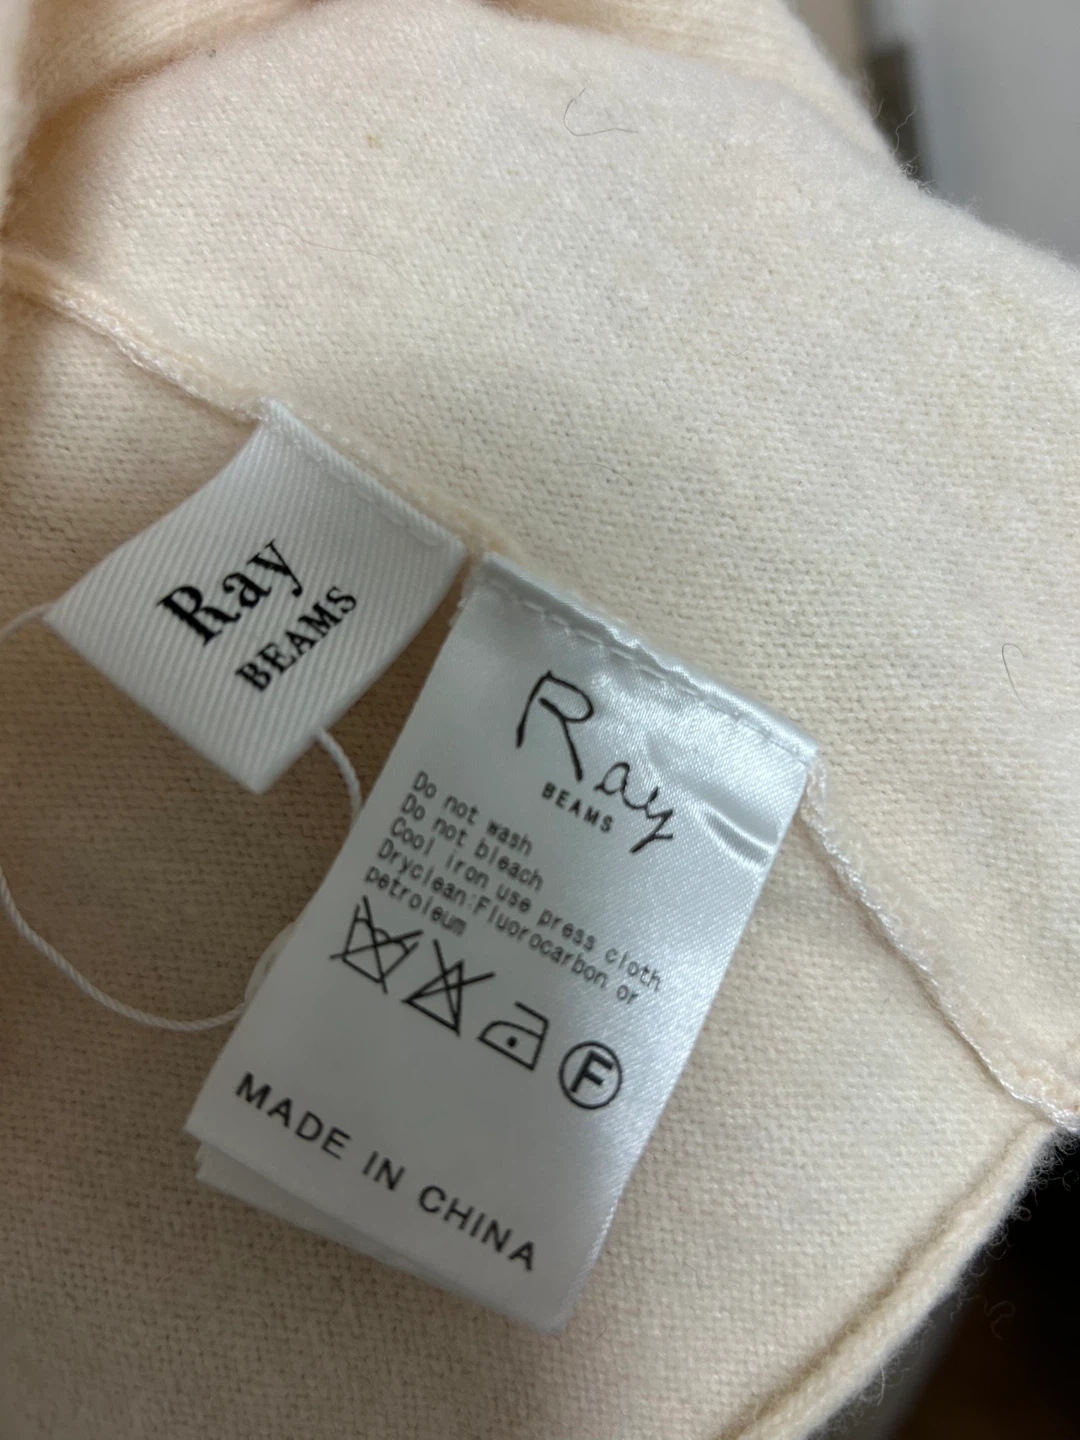 Ray
BEAMS
Ray
BEAMS
Do not wash
Do not bleach
Cool iron use press cloth
Dryclean:Fluorocarbon or
petroleum
F
MADE IN CHINA